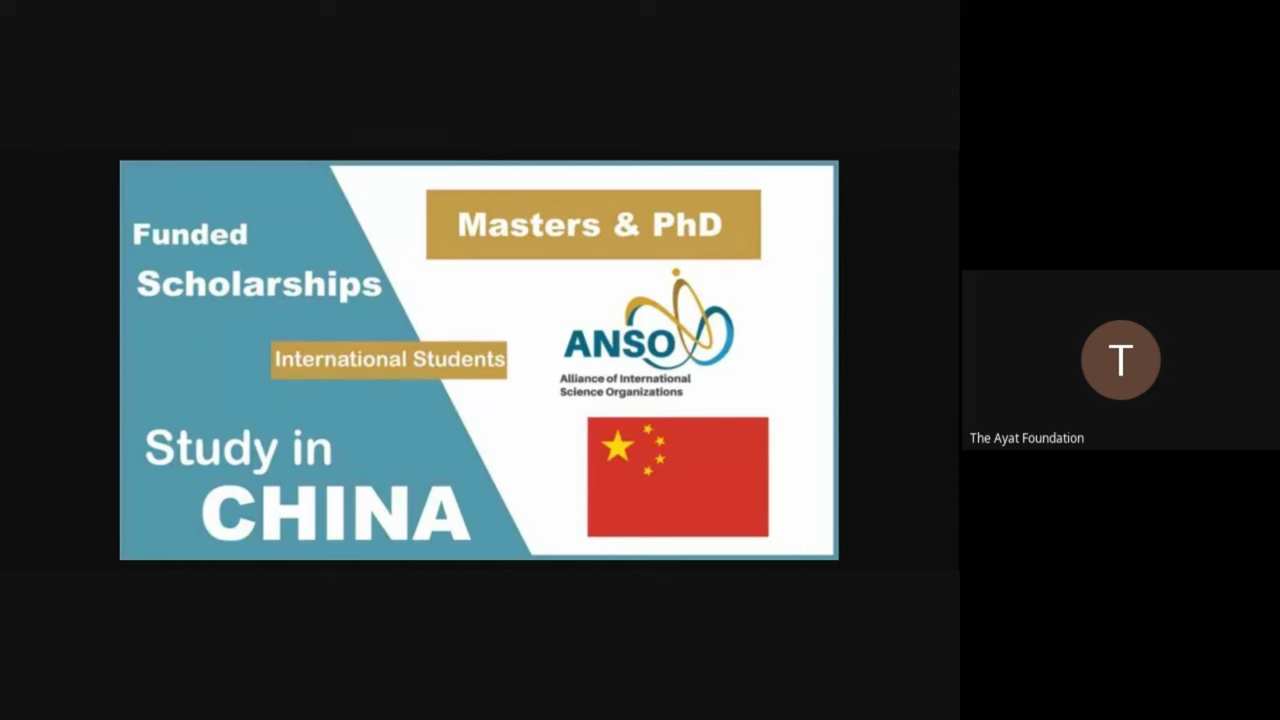 Funded
Scholarships
International Students
Study in
CHINA
Masters & PhD
ANSO
Alliance of International
Science Organizations
T
The Ayat Foundation